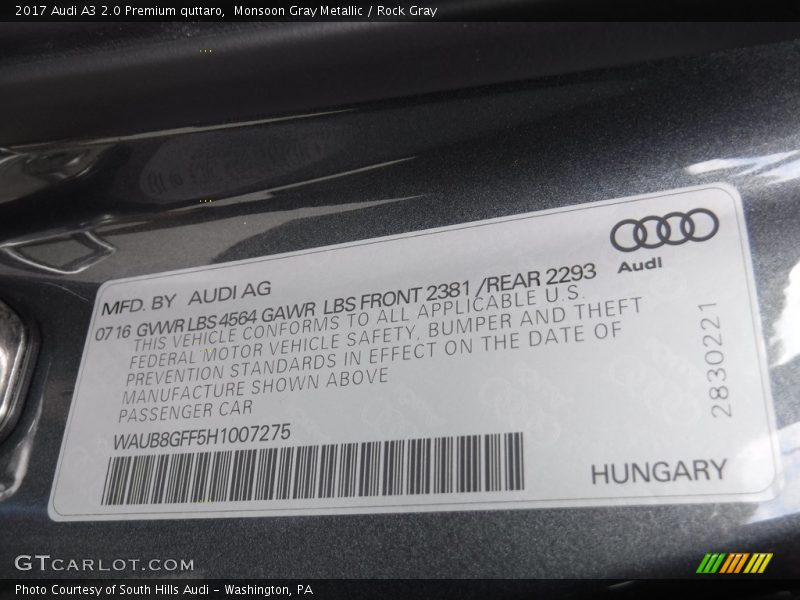 2017 Audi A3 2.0 Premium quttaro, Monsoon Gray Metallic / Rock Gray
Audi
MFD. BY AUDI AG
0716 GVWR LBS 4564 GAWR LBS FRONT 2381 /REAR 2293
THIS VEHICLE CONFORMS TO ALL APPLICABLE U.S.
FEDERAL MOTOR VEHICLE SAFETY, BUMPER AND THEFT
PREVENTION STANDARDS IN EFFECT ON THE DATE OF
MANUFACTURE SHOWN ABOVE
PASSENGER CAR
WAUB8GFF5H1007275
2830221
HUNGARY
GTCARLOT.COM
Photo Courtesy of South Hills Audi - Washington, PA